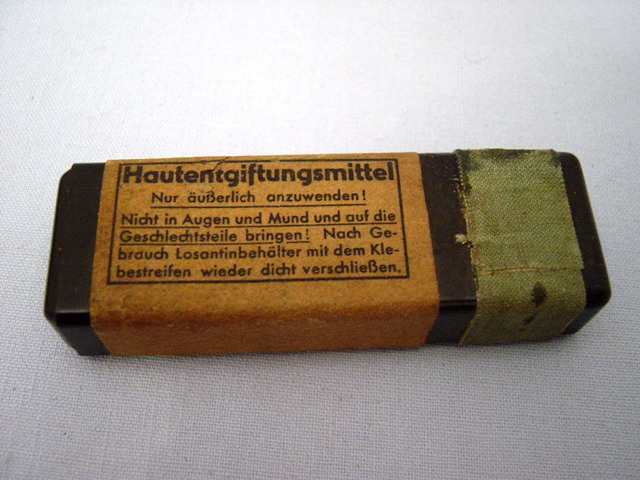 Hautentgiftungsmittel
Nur äußerlich anzuwenden!
Nicht in Augen und Mund und auf die
Geschlechtsteile bringen! Nach Ge-
brauch Losantinbehälter mit dem Kle-
bestreifen wieder dicht verschließen.